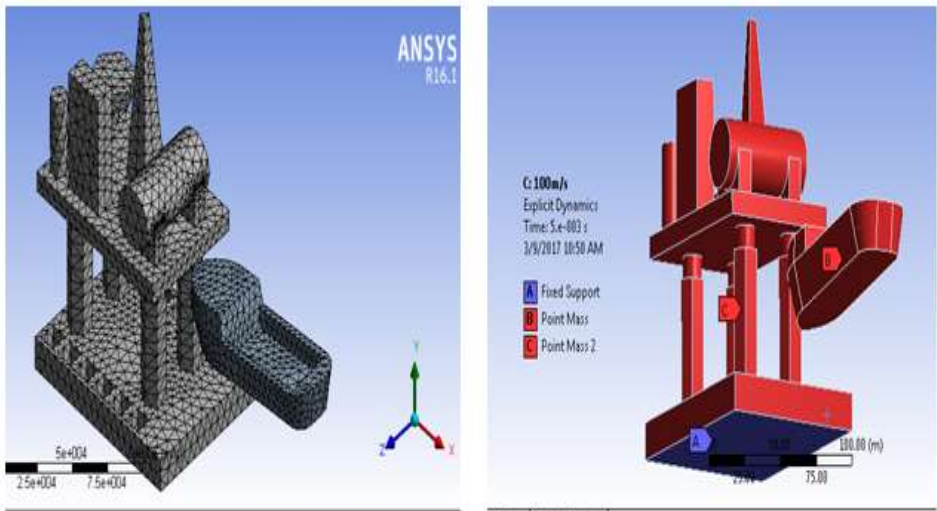 ANSYS
R16.1
Y
Z
X
5e+004
2.5e+004
7.5e+004
C: 100m/s
Explicit Dynamics
Time: 5.e-003 s
3/9/2017 10:50 AM
A Fixed Support
B Point Mass
C Point Mass 2
B
C
A
100.00 (m)
75.00